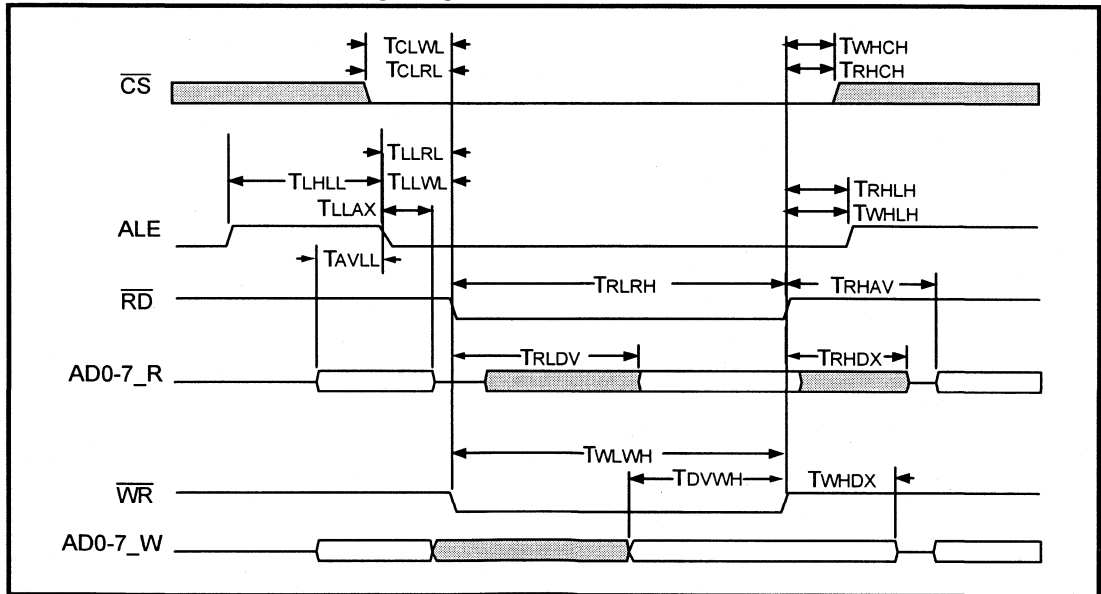 TCLWL
TWHCH
TCLRL
TRHCH
CS
TLLRL
TLHLL
TLLWL
TRHLH
TLLAX
TWHLH
ALE
TAVLL
TRLRH
TRHAV
RD
TRLDV
TRHDX
AD0-7_R
TWLWH
TDVWH
TWHDX
WR
AD0-7_W